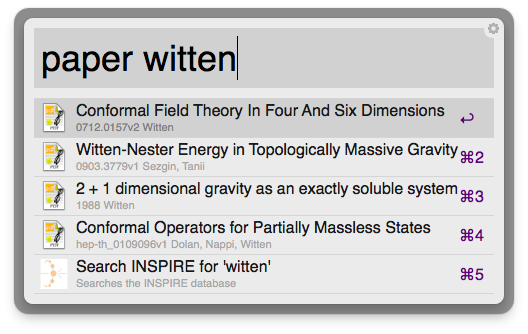 paper witten
Conformal Field Theory In Four And Six Dimensions
0712.0157v2 Witten
↩
Witten-Nester Energy in Topologically Massive Gravity
0903.3779v1 Sezgin, Tanii
⌘2
2 + 1 dimensional gravity as an exactly soluble system
1988 Witten
⌘3
Conformal Operators for Partially Massless States
hep-th_0109096v1 Dolan, Nappi, Witten
⌘4
Search INSPIRE for 'witten'
Searches the INSPIRE database
⌘5